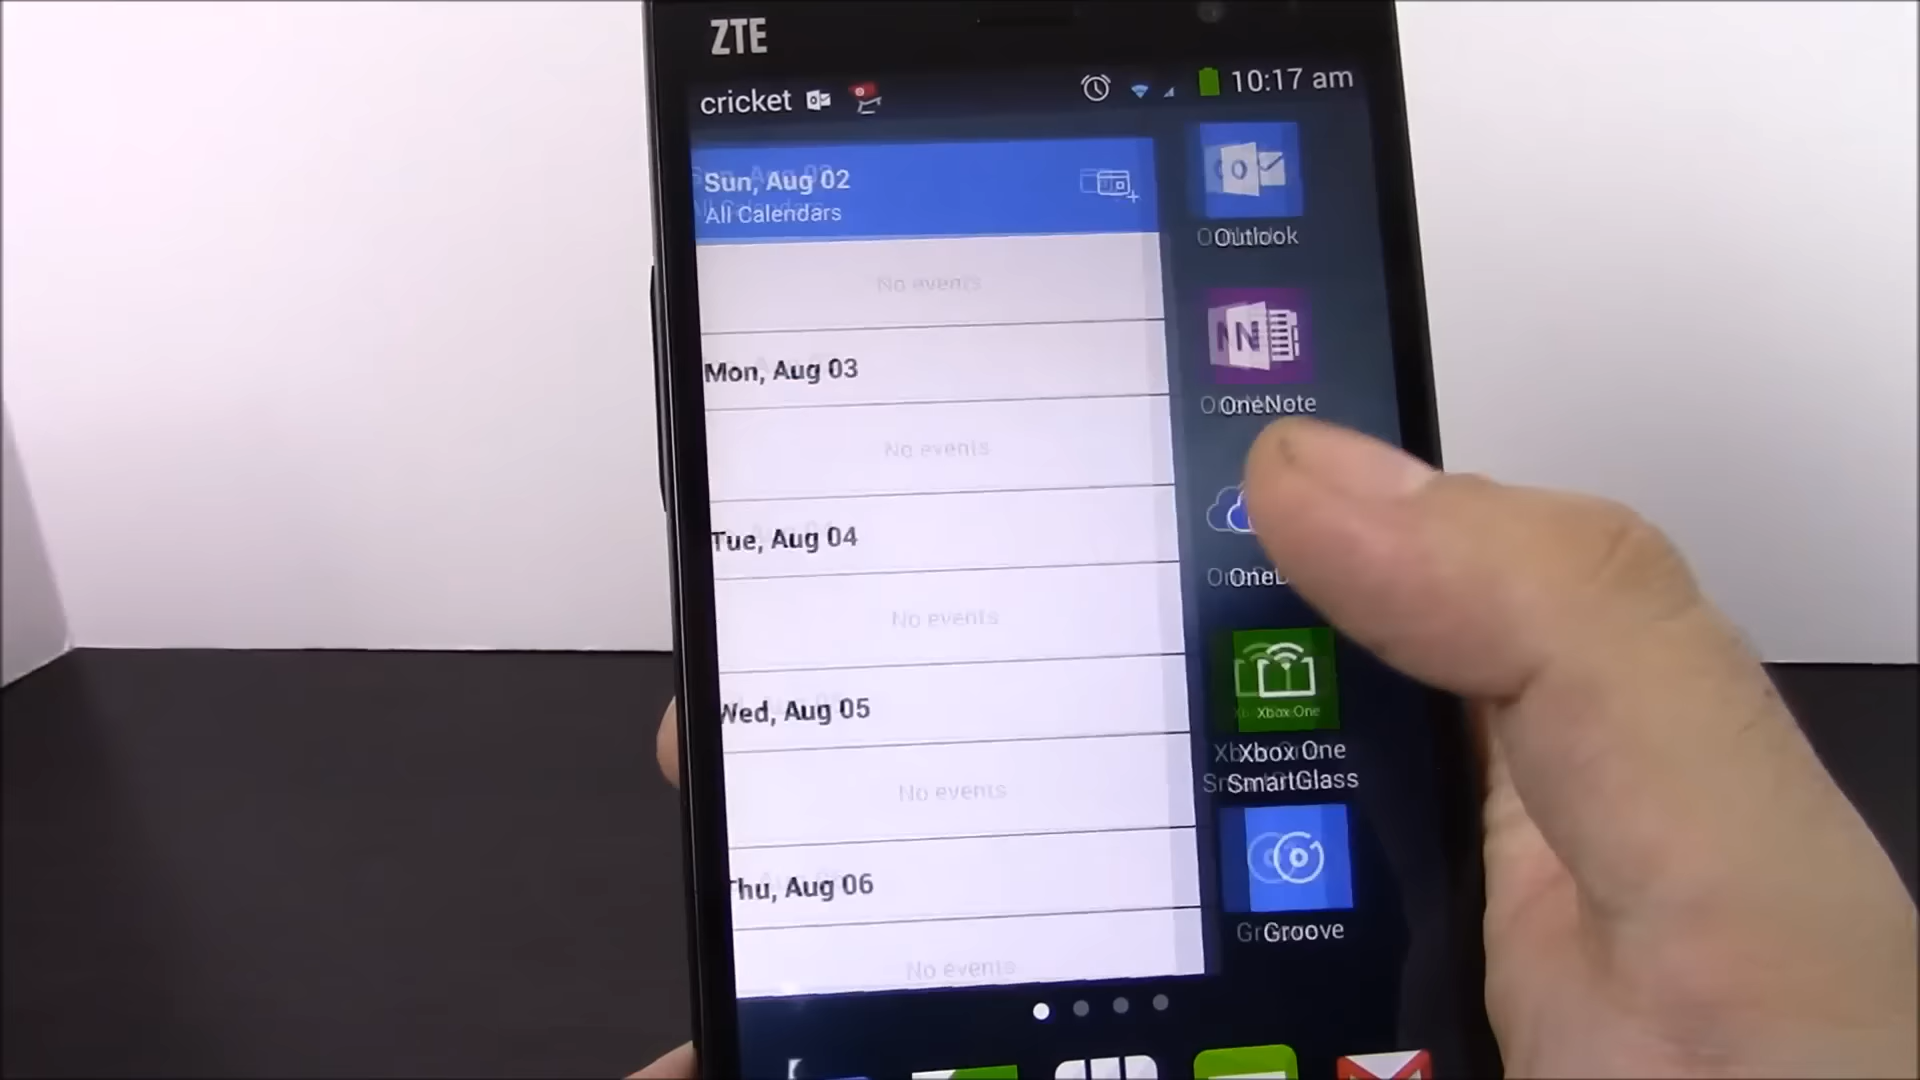 ZTE
cricket
10:17 am
Sun, Aug 02
All Calendars
No events
Mon, Aug 03
No events
Tue, Aug 04
No events
Wed, Aug 05
No events
Thu, Aug 06
No events
Outlook
N
OneNote
OneD
Xbox One
Xbox One
SmartGlass
Groove